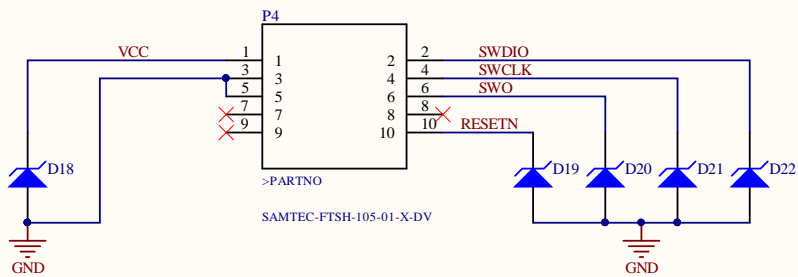 P4
VCC
1 1
3 3
5 5
7 7
9 9
2 2 SWDIO
4 4 SWCLK
6 6 SWO
8 8
10 10 RESETN
D18
>PARTNO
SAMTEC-FTSH-105-01-X-DV
D19 D20 D21 D22
GND
GND